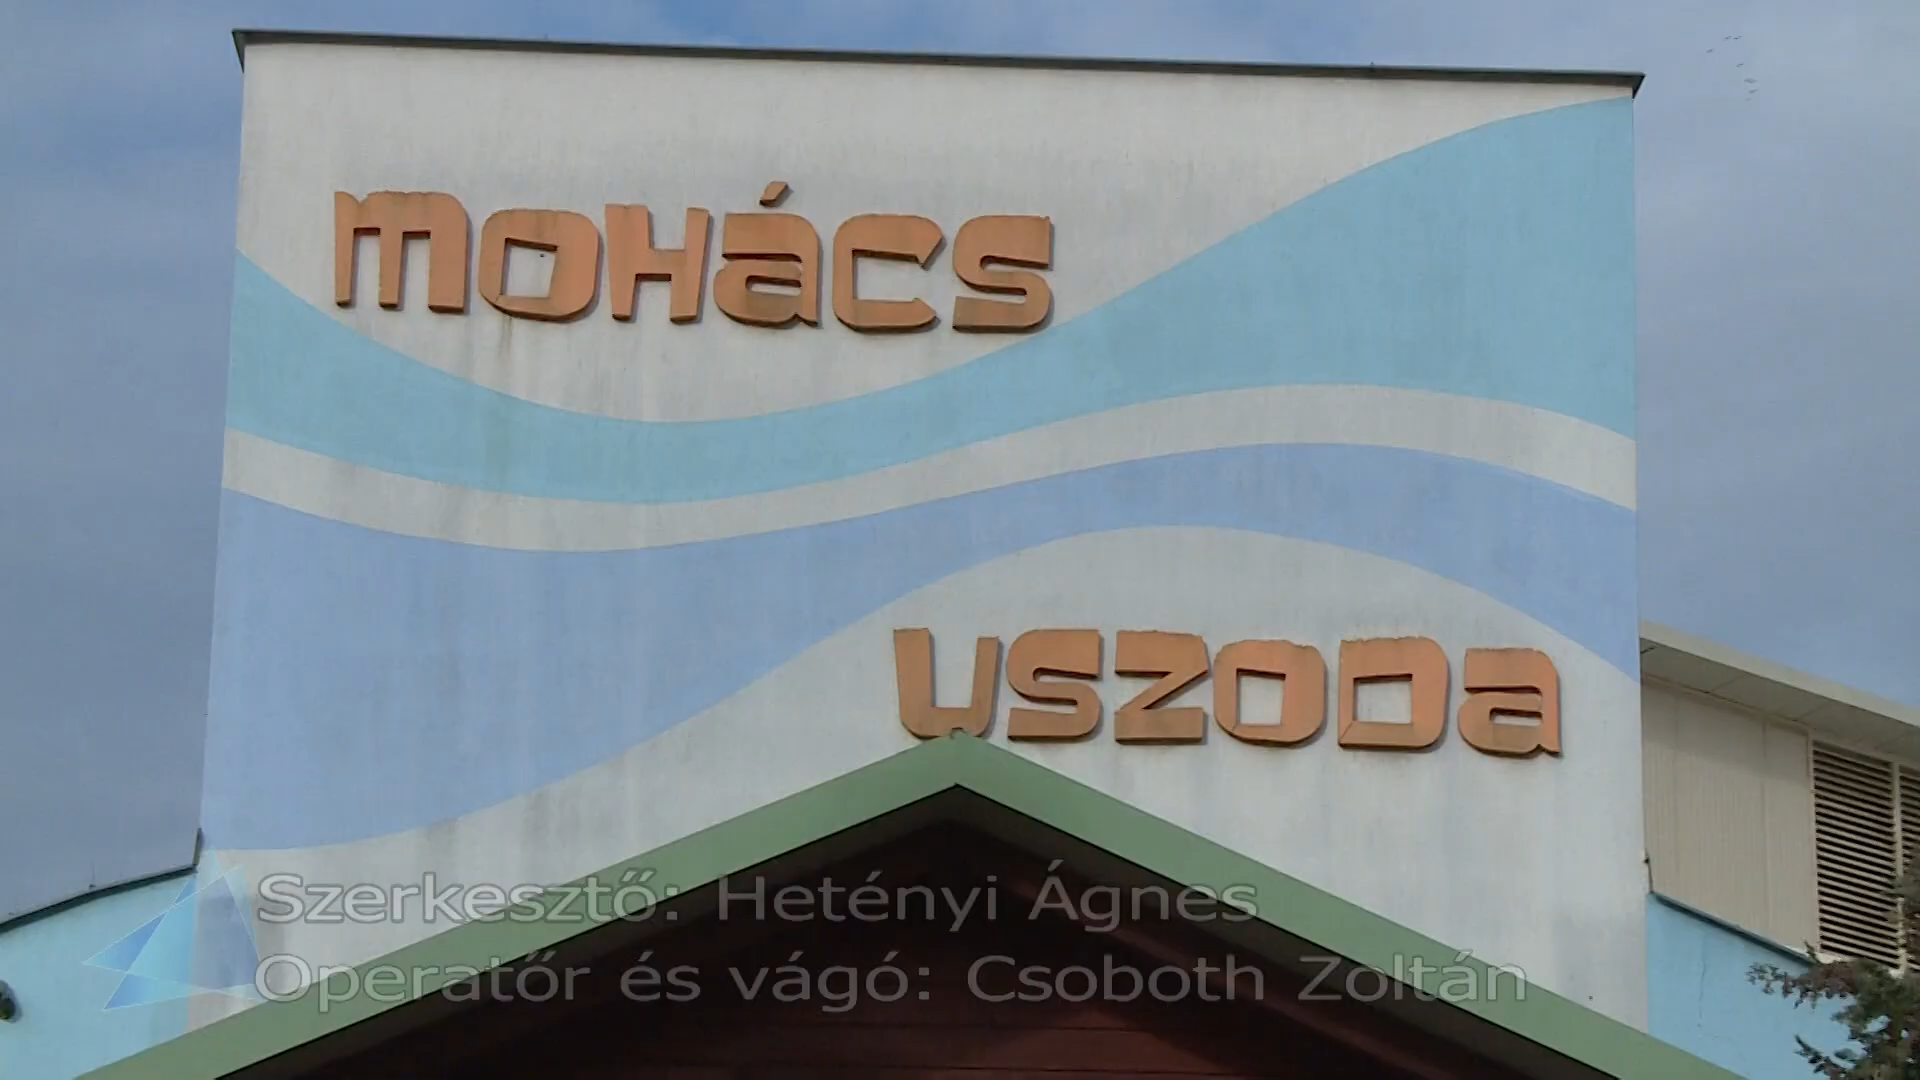 MOHÁCS
USZODA
Szerkesztő: Hetényi Ágnes
Operatőr és vágó: Csoboth Zoltán